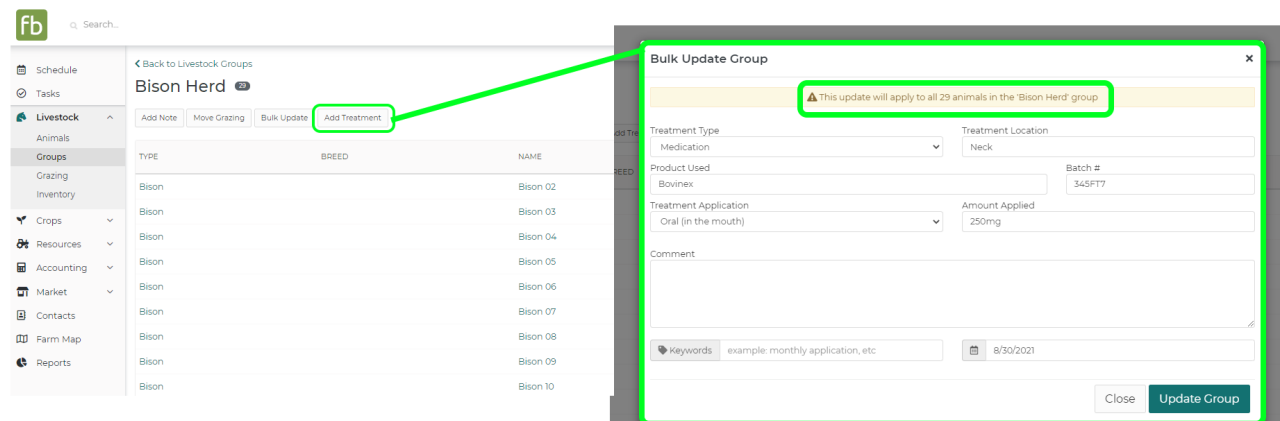 fb
Search...
Schedule
Tasks
Livestock
Animals
Groups
Grazing
Inventory
Crops
Resources
Accounting
Market
Contacts
Farm Map
Reports
Back to Livestock Groups
Bison Herd 29
Add Note Move Grazing Bulk Update Add Treatment
TYPE BREED NAME
Bison Bison 02
Bison Bison 03
Bison Bison 04
Bison Bison 05
Bison Bison 06
Bison Bison 07
Bison Bison 08
Bison Bison 09
Bison Bison 10
dd Tre
REED
Bulk Update Group ×
This update will apply to all 29 animals in the 'Bison Herd' group
Treatment Type Treatment Location
Medication Neck
Product Used Batch #
Bovinex 345FT7
Treatment Application Amount Applied
Oral (in the mouth) 250mg
Comment
Keywords example: monthly application, etc 8/30/2021
Close Update Group